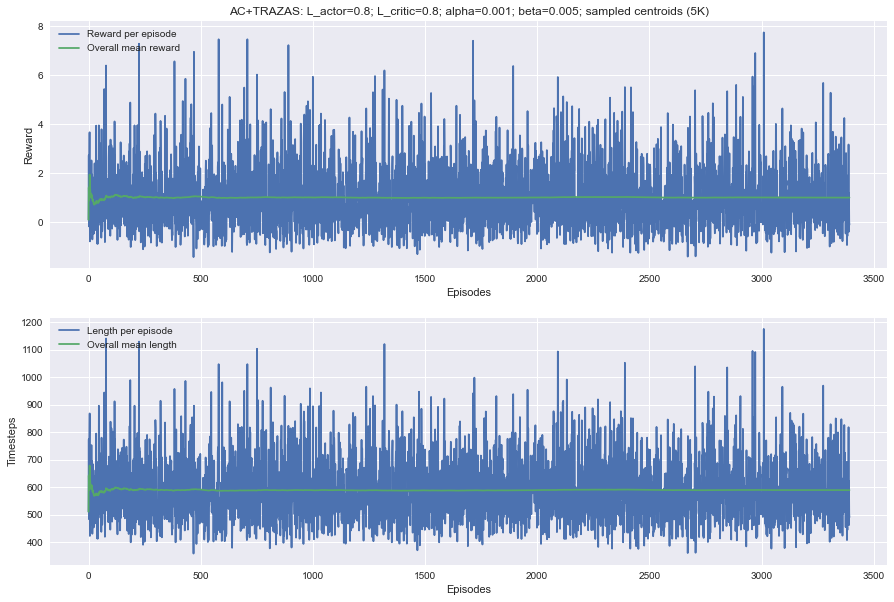 AC+TRAZAS: L_actor=0.8; L_critic=0.8; alpha=0.001; beta=0.005; sampled centroids (5K)
8
6
4
2
0
Reward
Reward per episode
Overall mean reward
0 500 1000 1500 2000 2500 3000 3500
Episodes
1200
1100
1000
900
800
700
600
500
400
Timesteps
Length per episode
Overall mean length
0 500 1000 1500 2000 2500 3000 3500
Episodes